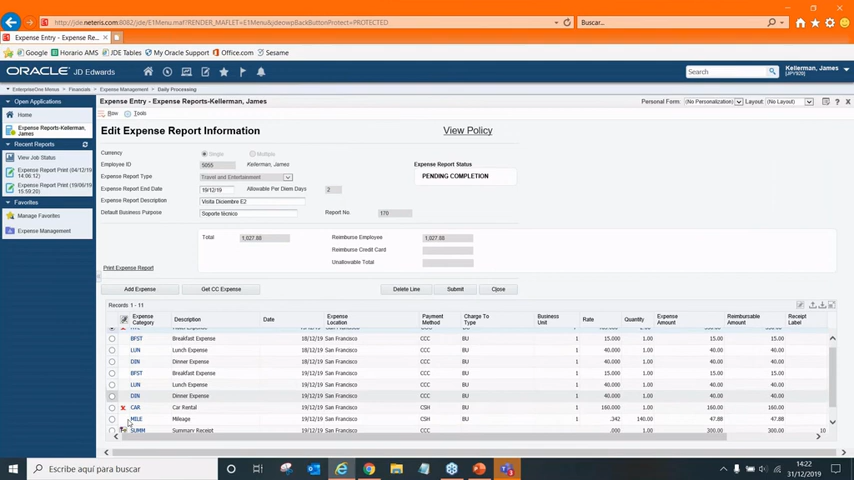 http://jde.neteris.com:8082/jde/E1Menu.maf?RENDER_MAFLET=E1Menu&jdeowpBackButtonProtect=PROTECTED
Buscar...
Expense Entry - Expense Re...
Google Horario AMS JDE Tables My Oracle Support Office.com Sesame
ORACLE JD Edwards
Search
Kellerman, James
(JPY920)
EnterpriseOne Menus Financials Expense Management Daily Processing
Open Applications
Home
Expense Reports-Kellerman, James
Recent Reports
View Job Status
Expense Report Print (04/12/19 14:06:12)
Expense Report Print (19/06/19 15:59:20)
Favorites
Manage Favorites
Expense Management
Expense Entry - Expense Reports-Kellerman, James
Personal Form: (No Personalization) Layout: (No Layout)
Row Tools
Edit Expense Report Information
View Policy
Currency Single Multiple
Employee ID 5055 Kellerman, James
Expense Report Status
Expense Report Type Travel and Entertainment
PENDING COMPLETION
Expense Report End Date 19/12/19 Allowable Per Diem Days 2
Expense Report Description Visita Diciembre E2
Default Business Purpose Soporte técnico Report No. 170
Total 1,027.88 Reimburse Employee 1,027.88
Reimburse Credit Card
Unallowable Total
Print Expense Report
Add Expense Get CC Expense Delete Line Submit Close
Records 1 - 11
Expense Category Description Date Expense Location Payment Method Charge To Type Business Unit Rate Quantity Expense Amount Reimbursable Amount Receipt Label
BFST Breakfast Expense 18/12/19 San Francisco CCC BU 1 15.000 1.00 15.00 15.00
LUN Lunch Expense 18/12/19 San Francisco CCC BU 1 40.000 1.00 40.00 40.00
DIN Dinner Expense 18/12/19 San Francisco CCC BU 1 40.000 1.00 40.00 40.00
BFST Breakfast Expense 19/12/19 San Francisco CCC BU 1 15.000 1.00 15.00 15.00
LUN Lunch Expense 19/12/19 San Francisco CCC BU 1 40.000 1.00 40.00 40.00
DIN Dinner Expense 19/12/19 San Francisco CCC BU 1 40.000 1.00 40.00 40.00
CAR Car Rental 19/12/19 San Francisco CSH BU 1 160.000 1.00 160.00 160.00
MILE Mileage 19/12/19 San Francisco CSH BU 1 .342 140.00 47.88 47.88
SUMM Summary Receipt 19/12/19 San Francisco CCC .000 1.00 300.00 300.00 10
Escribe aquí para buscar
14:22
31/12/2019